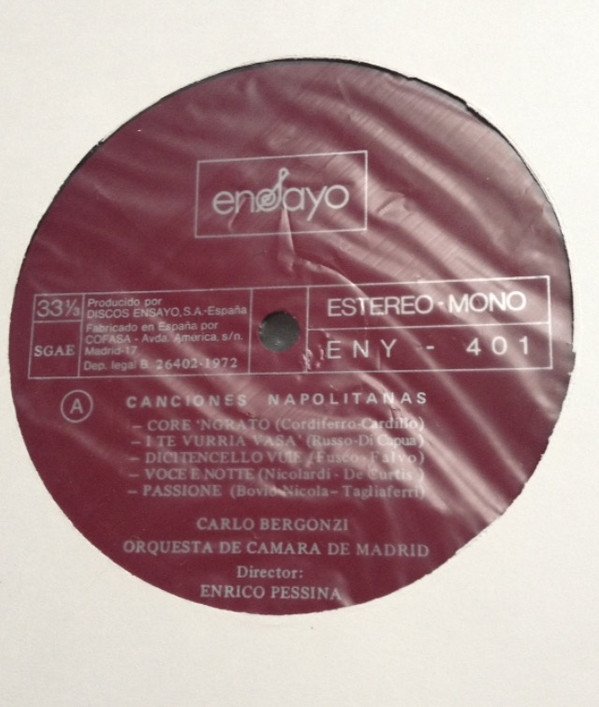 ensayo
33⅓
SGAE
Producido por
DISCOS ENSAYO, S.A.-España
Fabricado en España por
COFASA - Avda. América, s/n.
Madrid-17
Dep. legal B. 26402-1972
ESTEREO - MONO
ENY - 401
A
CANCIONES NAPOLITANAS
– CORE 'NGRATO (Cordiferro-Cardillo)
– I TE VURRIA VASA' (Russo-Di Capua)
– DICITENCELLO VUIE (Fusco - Falvo)
– VOCE E NOTTE (Nicolardi - De Curtis)
– PASSIONE (Bovio-Nicola– Tagliaferri)
CARLO BERGONZI
ORQUESTA DE CAMARA DE MADRID
Director:
ENRICO PESSINA